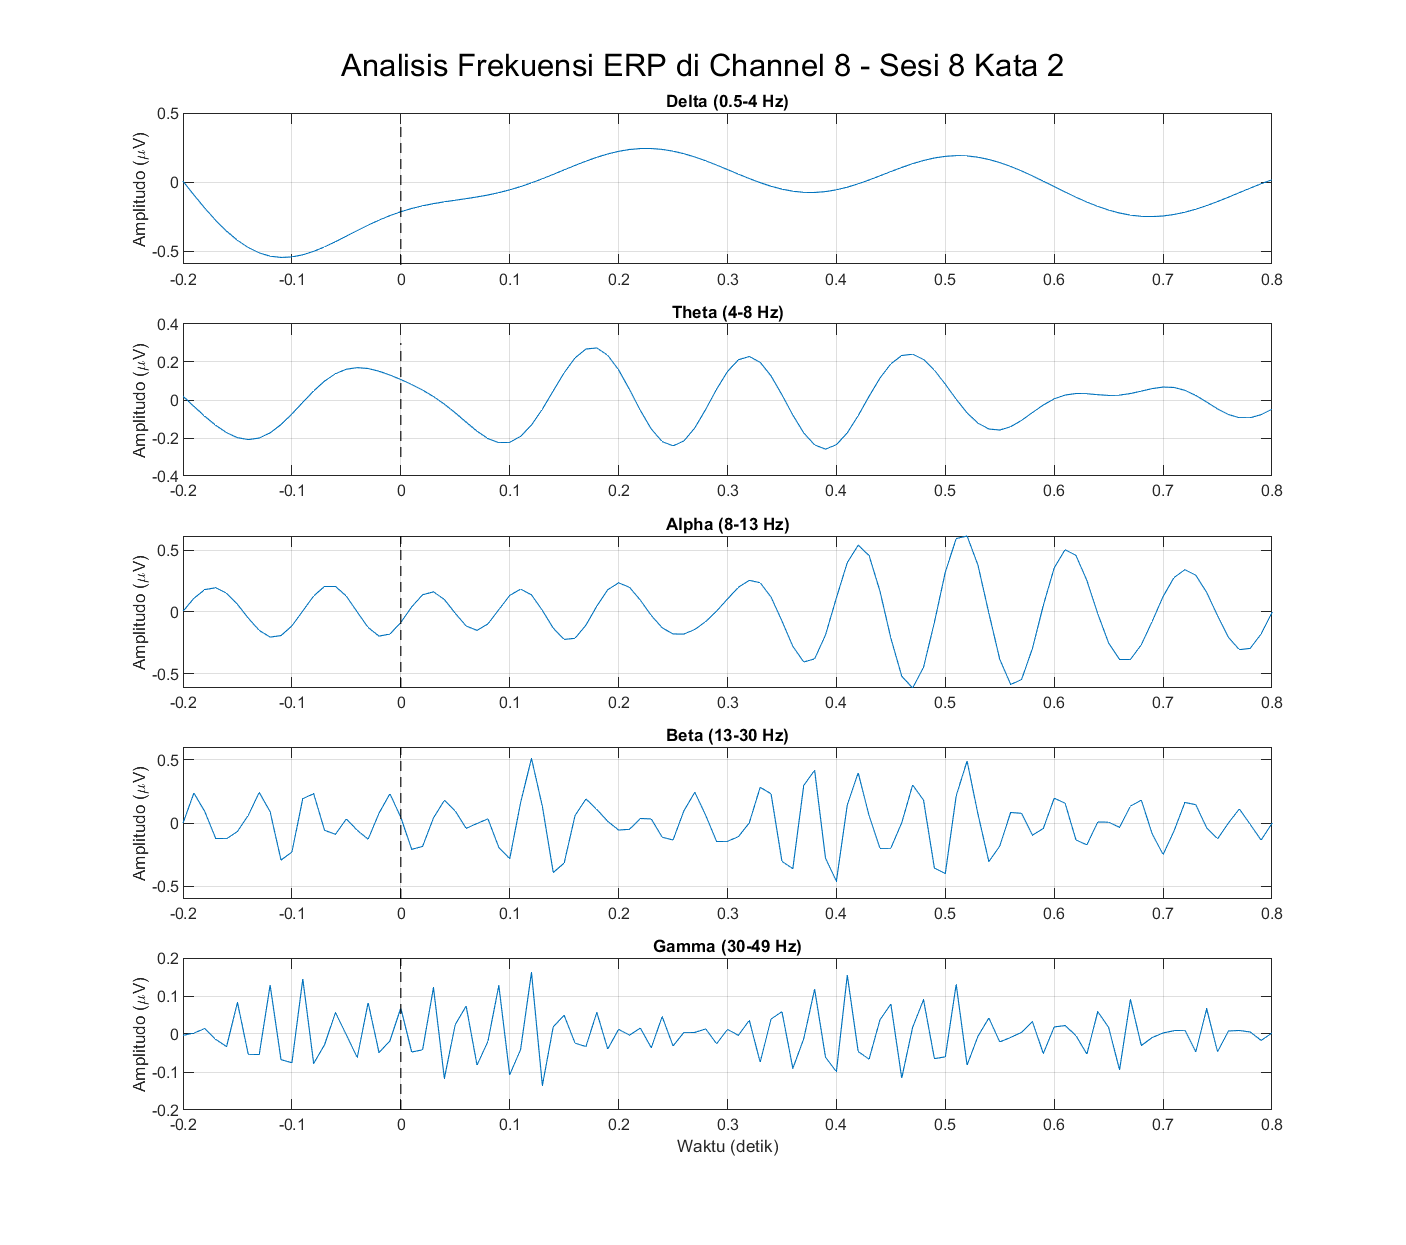 Analisis Frekuensi ERP di Channel 8 - Sesi 8 Kata 2
Delta (0.5-4 Hz)
Amplitudo (μV)
0.5
0
-0.5
-0.2 -0.1 0 0.1 0.2 0.3 0.4 0.5 0.6 0.7 0.8
Theta (4-8 Hz)
Amplitudo (μV)
0.4
0.2
0
-0.2
-0.4
-0.2 -0.1 0 0.1 0.2 0.3 0.4 0.5 0.6 0.7 0.8
Alpha (8-13 Hz)
Amplitudo (μV)
0.5
0
-0.5
-0.2 -0.1 0 0.1 0.2 0.3 0.4 0.5 0.6 0.7 0.8
Beta (13-30 Hz)
Amplitudo (μV)
0.5
0
-0.5
-0.2 -0.1 0 0.1 0.2 0.3 0.4 0.5 0.6 0.7 0.8
Gamma (30-49 Hz)
Amplitudo (μV)
0.2
0.1
0
-0.1
-0.2
-0.2 -0.1 0 0.1 0.2 0.3 0.4 0.5 0.6 0.7 0.8
Waktu (detik)